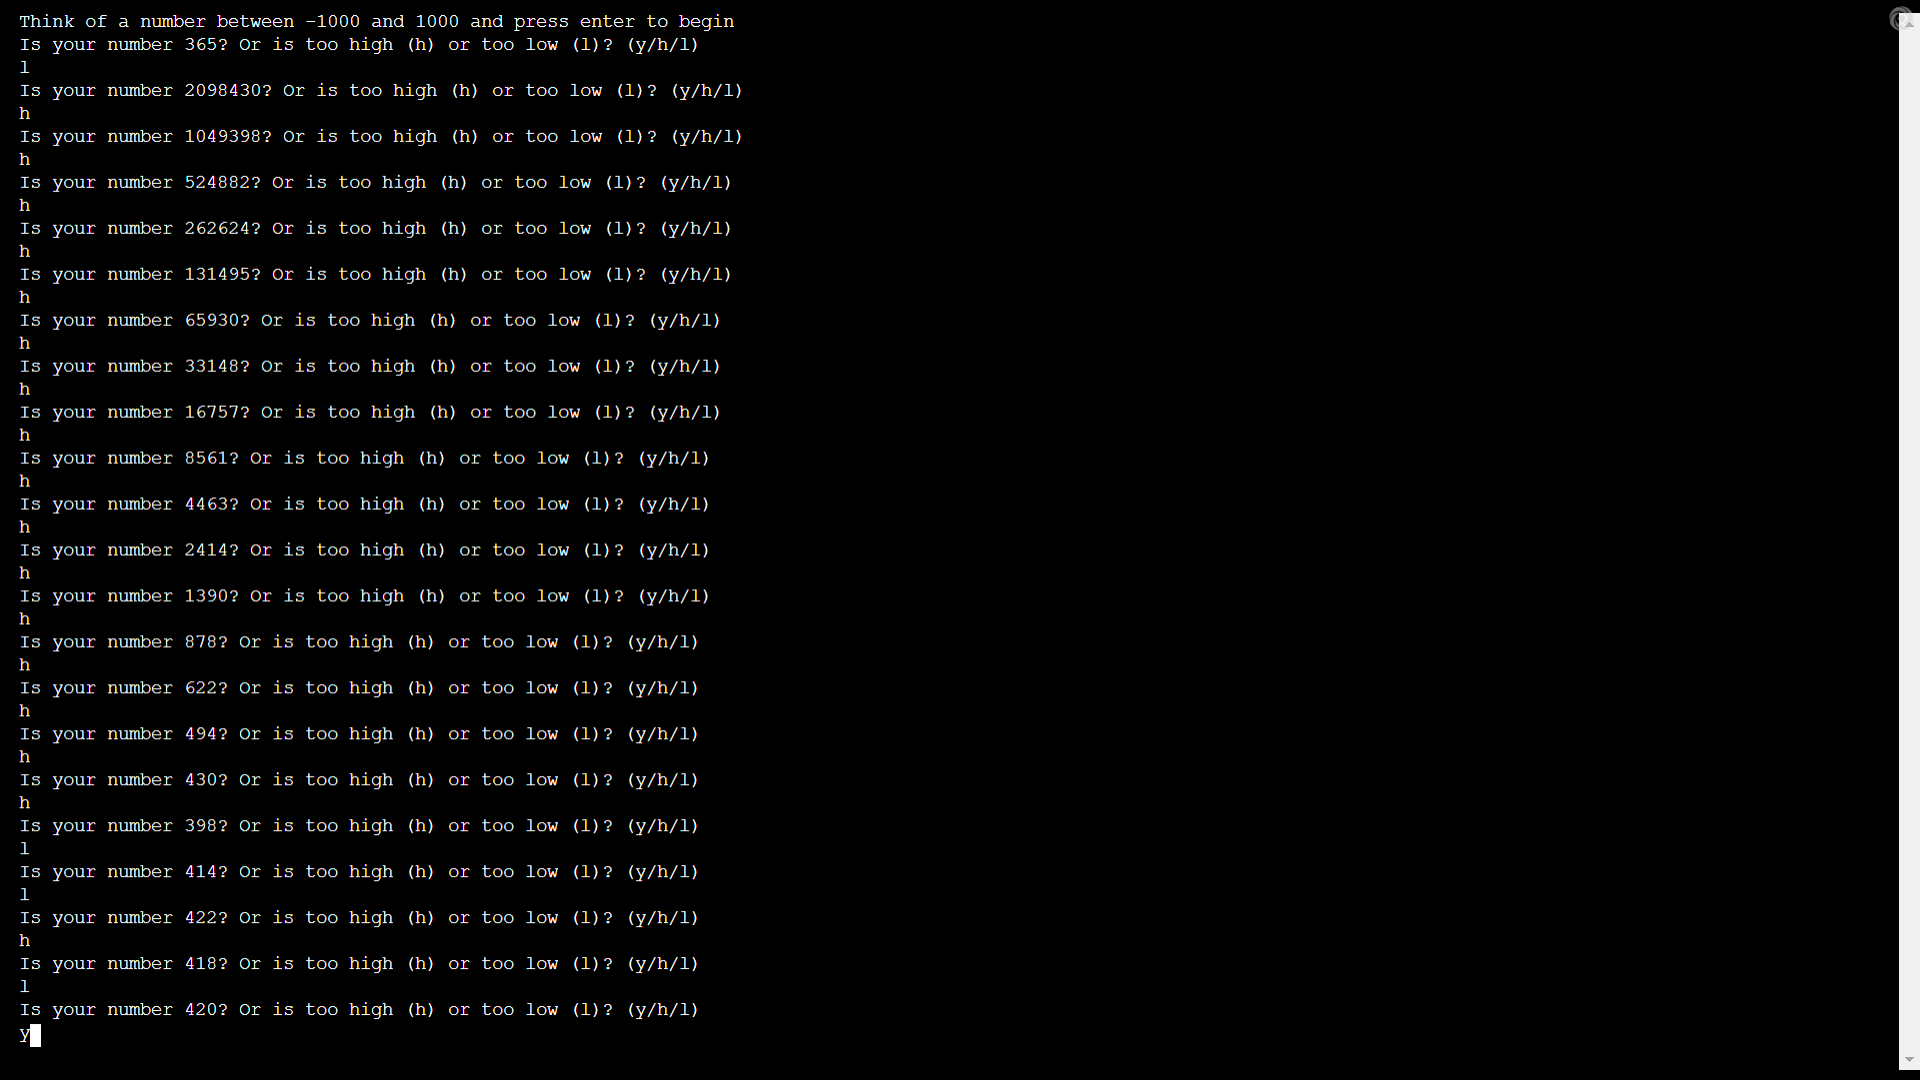 Think of a number between -1000 and 1000 and press enter to begin
Is your number 365? Or is too high (h) or too low (l)? (y/h/l)
l
Is your number 2098430? Or is too high (h) or too low (l)? (y/h/l)
h
Is your number 1049398? Or is too high (h) or too low (l)? (y/h/l)
h
Is your number 524882? Or is too high (h) or too low (l)? (y/h/l)
h
Is your number 262624? Or is too high (h) or too low (l)? (y/h/l)
h
Is your number 131495? Or is too high (h) or too low (l)? (y/h/l)
h
Is your number 65930? Or is too high (h) or too low (l)? (y/h/l)
h
Is your number 33148? Or is too high (h) or too low (l)? (y/h/l)
h
Is your number 16757? Or is too high (h) or too low (l)? (y/h/l)
h
Is your number 8561? Or is too high (h) or too low (l)? (y/h/l)
h
Is your number 4463? Or is too high (h) or too low (l)? (y/h/l)
h
Is your number 2414? Or is too high (h) or too low (l)? (y/h/l)
h
Is your number 1390? Or is too high (h) or too low (l)? (y/h/l)
h
Is your number 878? Or is too high (h) or too low (l)? (y/h/l)
h
Is your number 622? Or is too high (h) or too low (l)? (y/h/l)
h
Is your number 494? Or is too high (h) or too low (l)? (y/h/l)
h
Is your number 430? Or is too high (h) or too low (l)? (y/h/l)
h
Is your number 398? Or is too high (h) or too low (l)? (y/h/l)
l
Is your number 414? Or is too high (h) or too low (l)? (y/h/l)
l
Is your number 422? Or is too high (h) or too low (l)? (y/h/l)
h
Is your number 418? Or is too high (h) or too low (l)? (y/h/l)
l
Is your number 420? Or is too high (h) or too low (l)? (y/h/l)
y